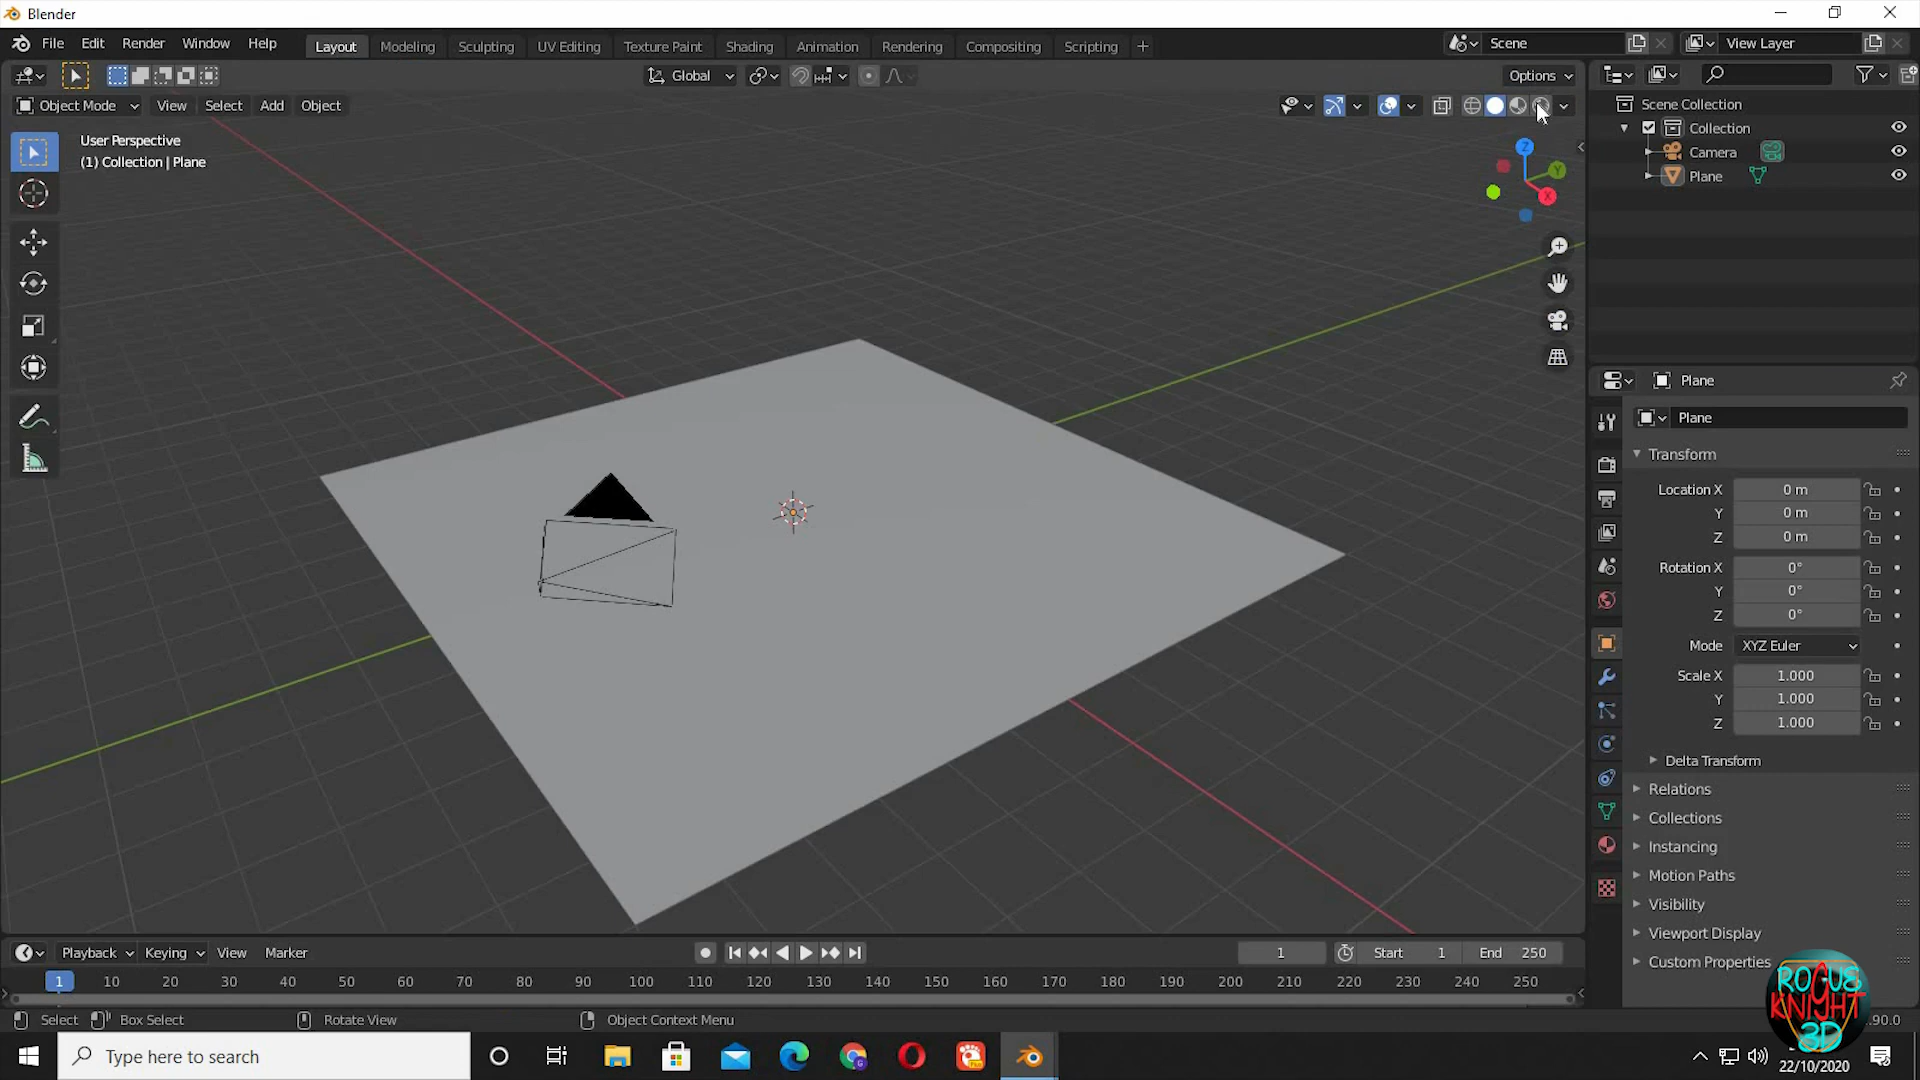 Blender
File Edit Render Window Help Layout Modeling Sculpting UV Editing Texture Paint Shading Animation Rendering Compositing Scripting + Scene View Layer
Global Options
Object Mode View Select Add Object
User Perspective
(1) Collection | Plane
Z
Y
X
Scene Collection
Collection
Camera
Plane
Plane
Plane
Transform
Location X 0 m
Y 0 m
Z 0 m
Rotation X 0°
Y 0°
Z 0°
Mode XYZ Euler
Scale X 1.000
Y 1.000
Z 1.000
Delta Transform
Relations
Collections
Instancing
Motion Paths
Visibility
Viewport Display
Custom Properties
Playback Keying View Marker 1 Start 1 End 250
1 10 20 30 40 50 60 70 80 90 100 110 120 130 140 150 160 170 180 190 200 210 220 230 240 250
Select Box Select Rotate View Object Context Menu .90.0
ROGUE
KNIGHT
3D
Type here to search
22/10/2020